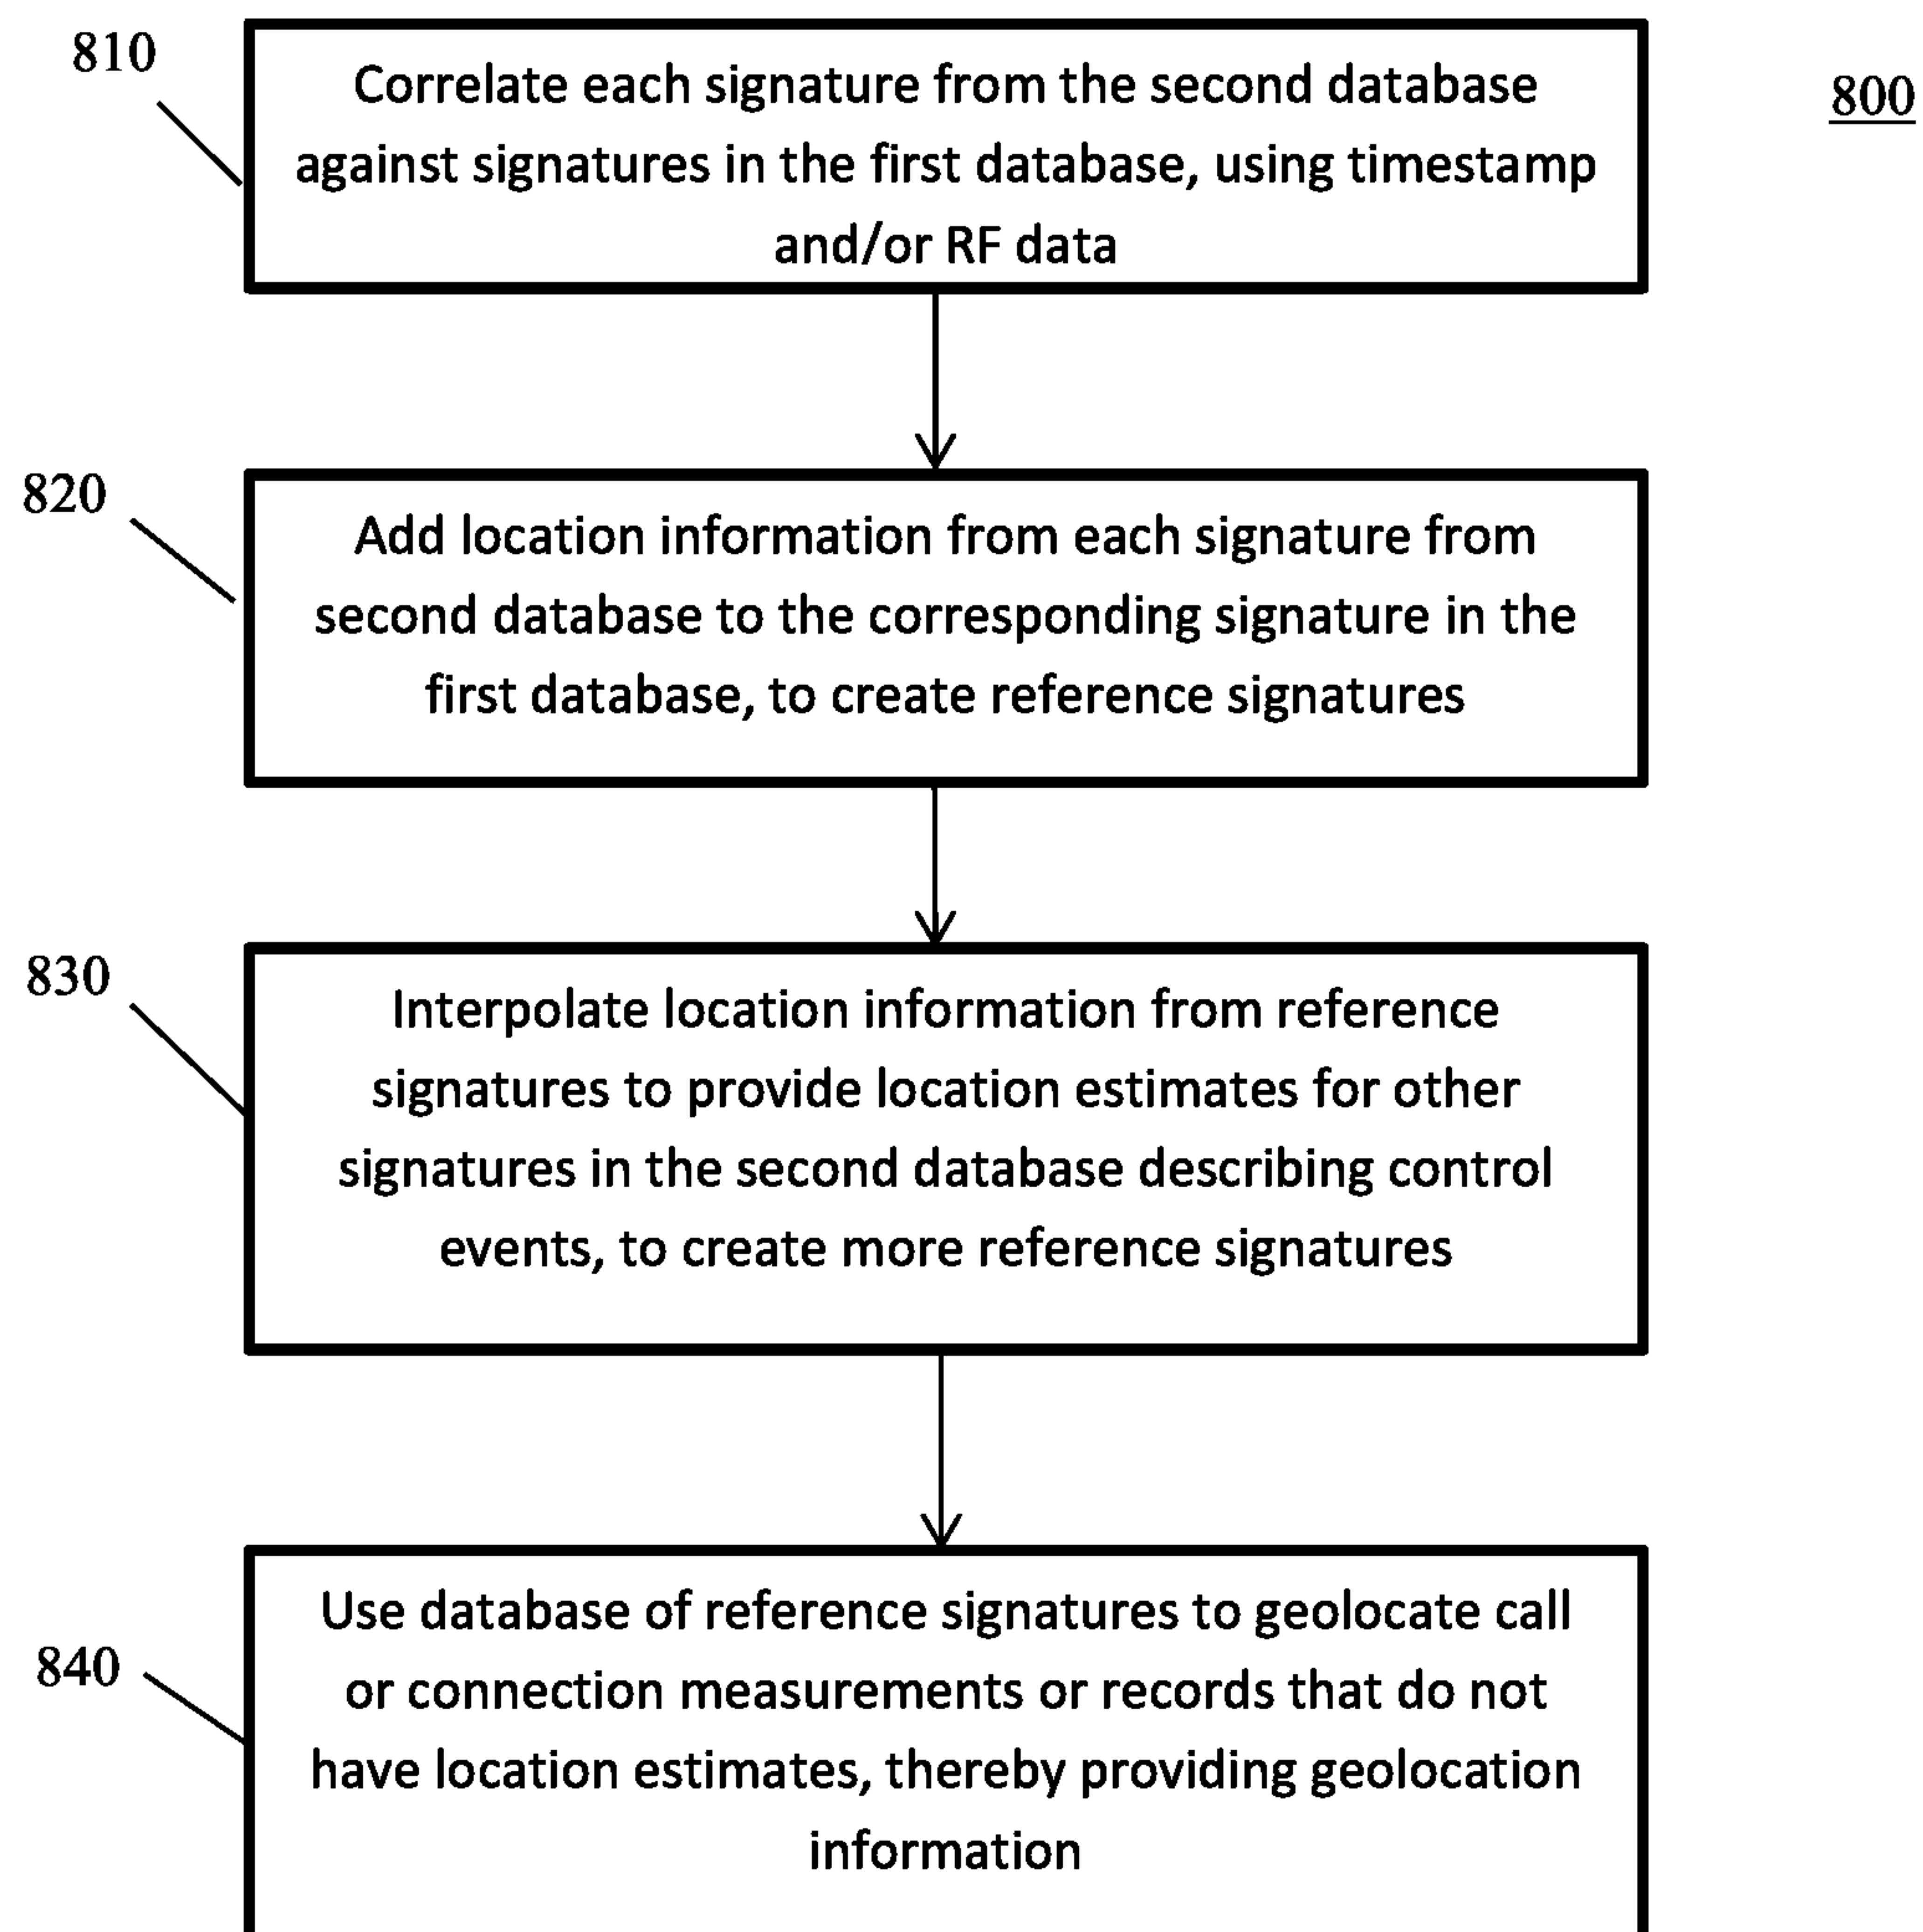 810
800
Correlate each signature from the second database
against signatures in the first database, using timestamp
and/or RF data
820
Add location information from each signature from
second database to the corresponding signature in the
first database, to create reference signatures
830
Interpolate location information from reference
signatures to provide location estimates for other
signatures in the second database describing control
events, to create more reference signatures
840
Use database of reference signatures to geolocate call
or connection measurements or records that do not
have location estimates, thereby providing geolocation
information